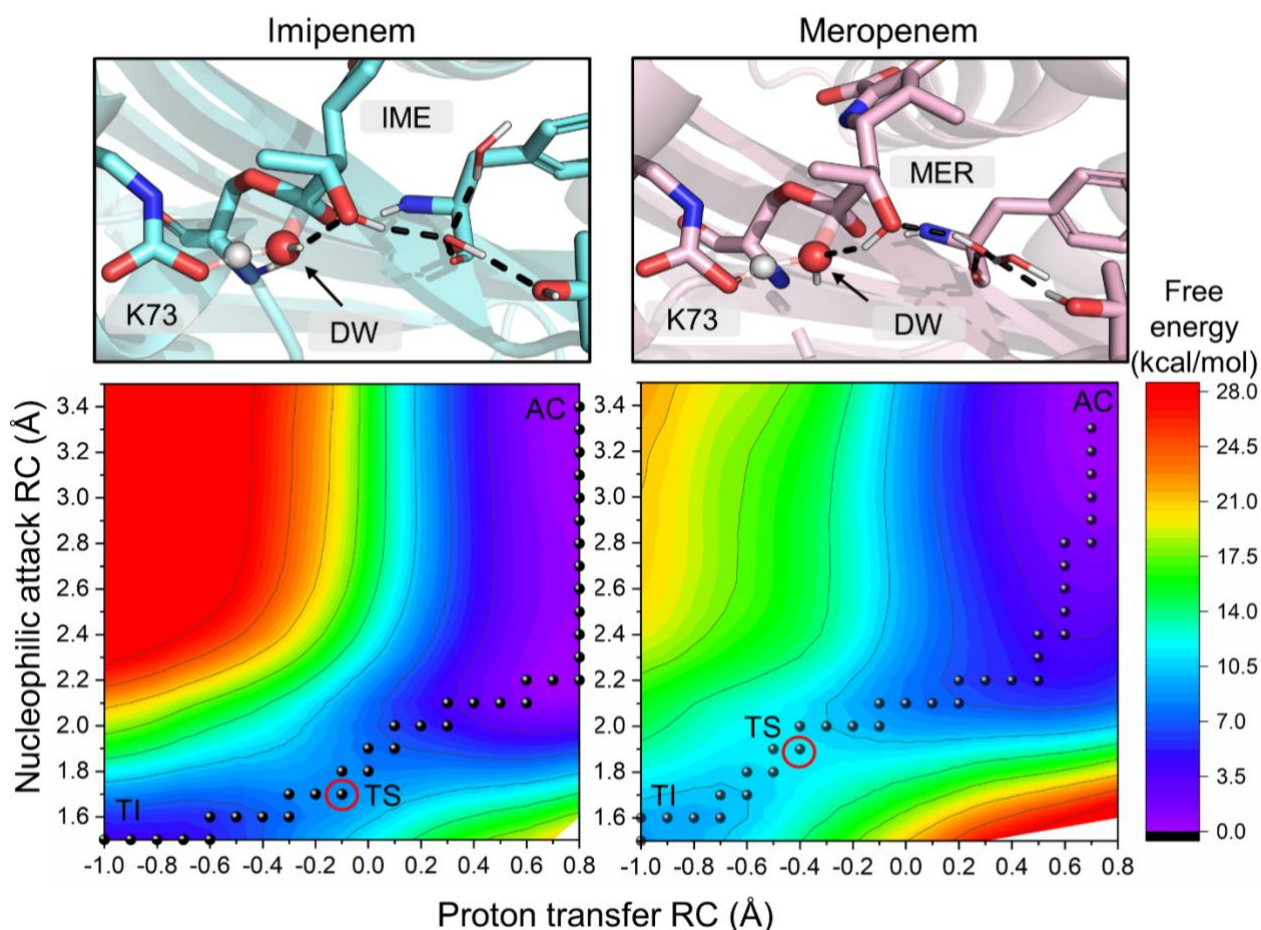 Imipenem
Meropenem
IME
K73
DW
MER
K73
DW
Free
energy
(kcal/mol)
Nucleophilic attack RC (Å)
3.4
3.2
3.0
2.8
2.6
2.4
2.2
2.0
1.8
1.6
AC
TI
TS
-1.0 -0.8 -0.6 -0.4 -0.2 0.0 0.2 0.4 0.6 0.8
3.4
3.2
3.0
2.8
2.6
2.4
2.2
2.0
1.8
1.6
AC
TS
TI
-1.0 -0.8 -0.6 -0.4 -0.2 0.0 0.2 0.4 0.6 0.8
28.0
24.5
21.0
17.5
14.0
10.5
7.0
3.5
0.0
Proton transfer RC (Å)